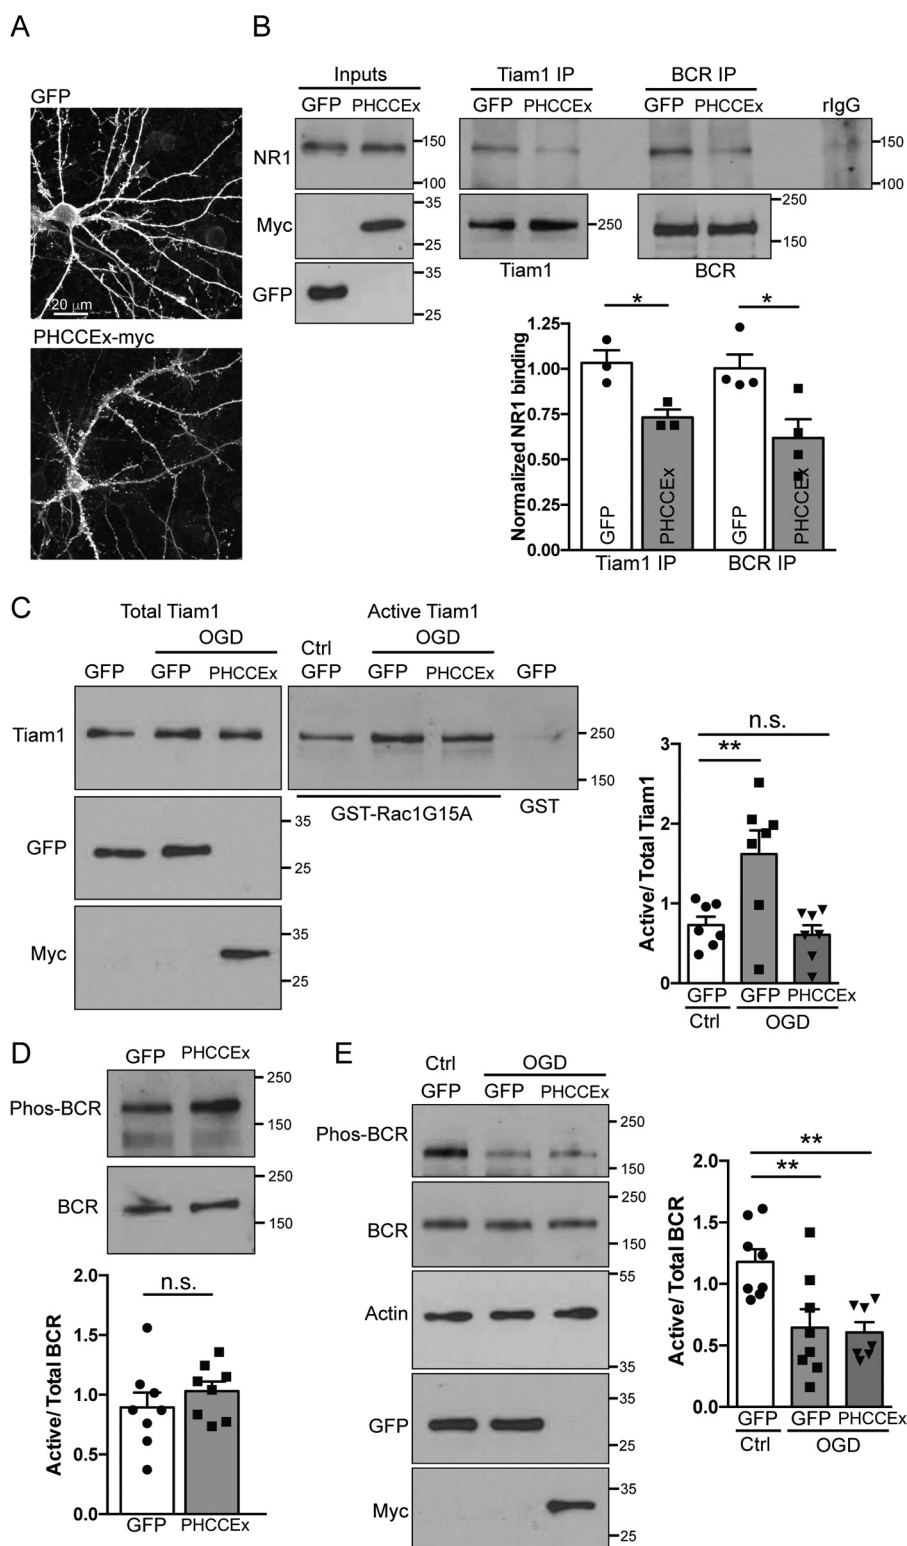 A
GFP
20 µm
PHCCEx-myc
B
Inputs
Tiam1 IP
BCR IP
GFP PHCCEx
GFP PHCCEx
GFP PHCCEx
rIgG
NR1
150
100
150
100
Myc
35
25
250
250
150
Tiam1
BCR
GFP
35
25
* *
Normalized NR1 binding
1.25
1.00
0.75
0.50
0.25
0.00
GFP
PHCCEx
GFP
PHCCEx
Tiam1 IP
BCR IP
C
Total Tiam1
Active Tiam1
OGD
Ctrl
OGD
GFP GFP PHCCEx
GFP GFP PHCCEx GFP
Tiam1
250
150
GST-Rac1G15A
GST
GFP
35
25
Myc
35
25
n.s.
**
Active/ Total Tiam1
3
2
1
0
GFP GFP PHCCEx
Ctrl OGD
D
GFP PHCCEx
Phos-BCR
250
150
BCR
250
150
n.s.
Active/ Total BCR
2.0
1.5
1.0
0.5
0.0
GFP PHCCEx
E
Ctrl OGD
GFP GFP PHCCEx
Phos-BCR
250
150
BCR
250
150
Actin
55
35
GFP
35
25
Myc
35
25
**
**
Active/ Total BCR
2.0
1.5
1.0
0.5
0.0
GFP GFP PHCCEx
Ctrl OGD